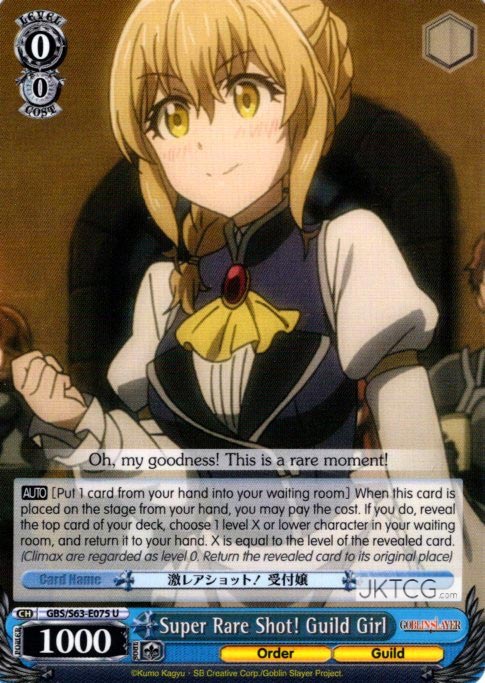 LEVEL
0
0
COST
Oh, my goodness! This is a rare moment!
AUTO [Put 1 card from your hand into your waiting room] When this card is
placed on the stage from your hand, you may pay the cost. If you do, reveal
the top card of your deck, choose 1 level X or lower character in your waiting
room, and return it to your hand. X is equal to the level of the revealed card.
(Climax are regarded as level 0. Return the revealed card to its original place)
Card Name 激レアショット! 受付嬢
JKTCG.com
CH GBS/S63-E075 U
POWER 1000 SOUL Super Rare Shot! Guild Girl GOBLIN SLAYER
Order Guild
©Kumo Kagyu・SB Creative Corp./Goblin Slayer Project.